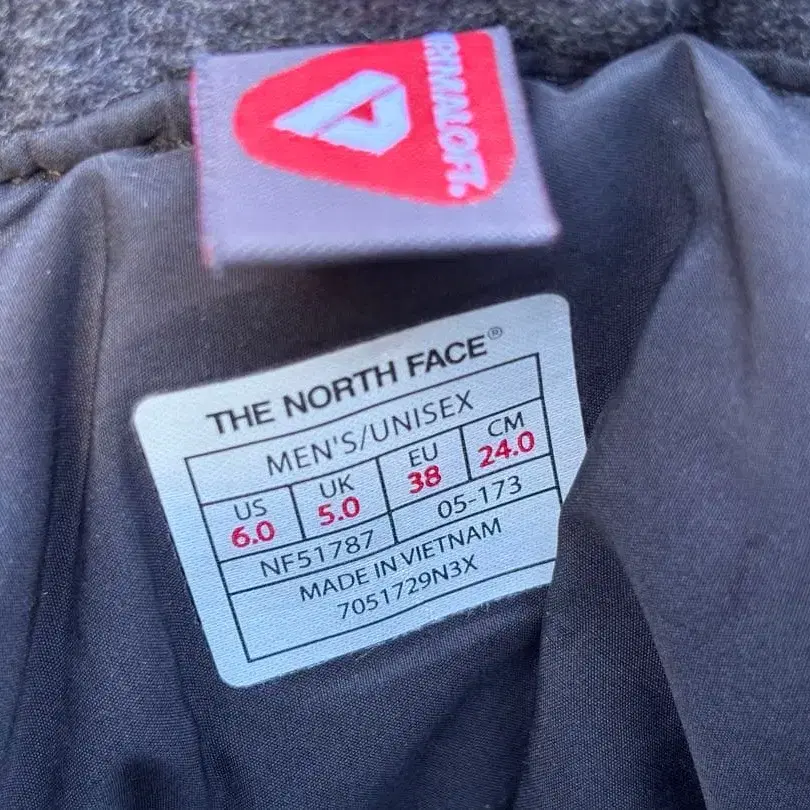 PRIMALOFT.
THE NORTH FACE®
MEN'S/UNISEX
US UK EU CM
6.0 5.0 38 24.0
NF51787 05-173
MADE IN VIETNAM
7051729N3X